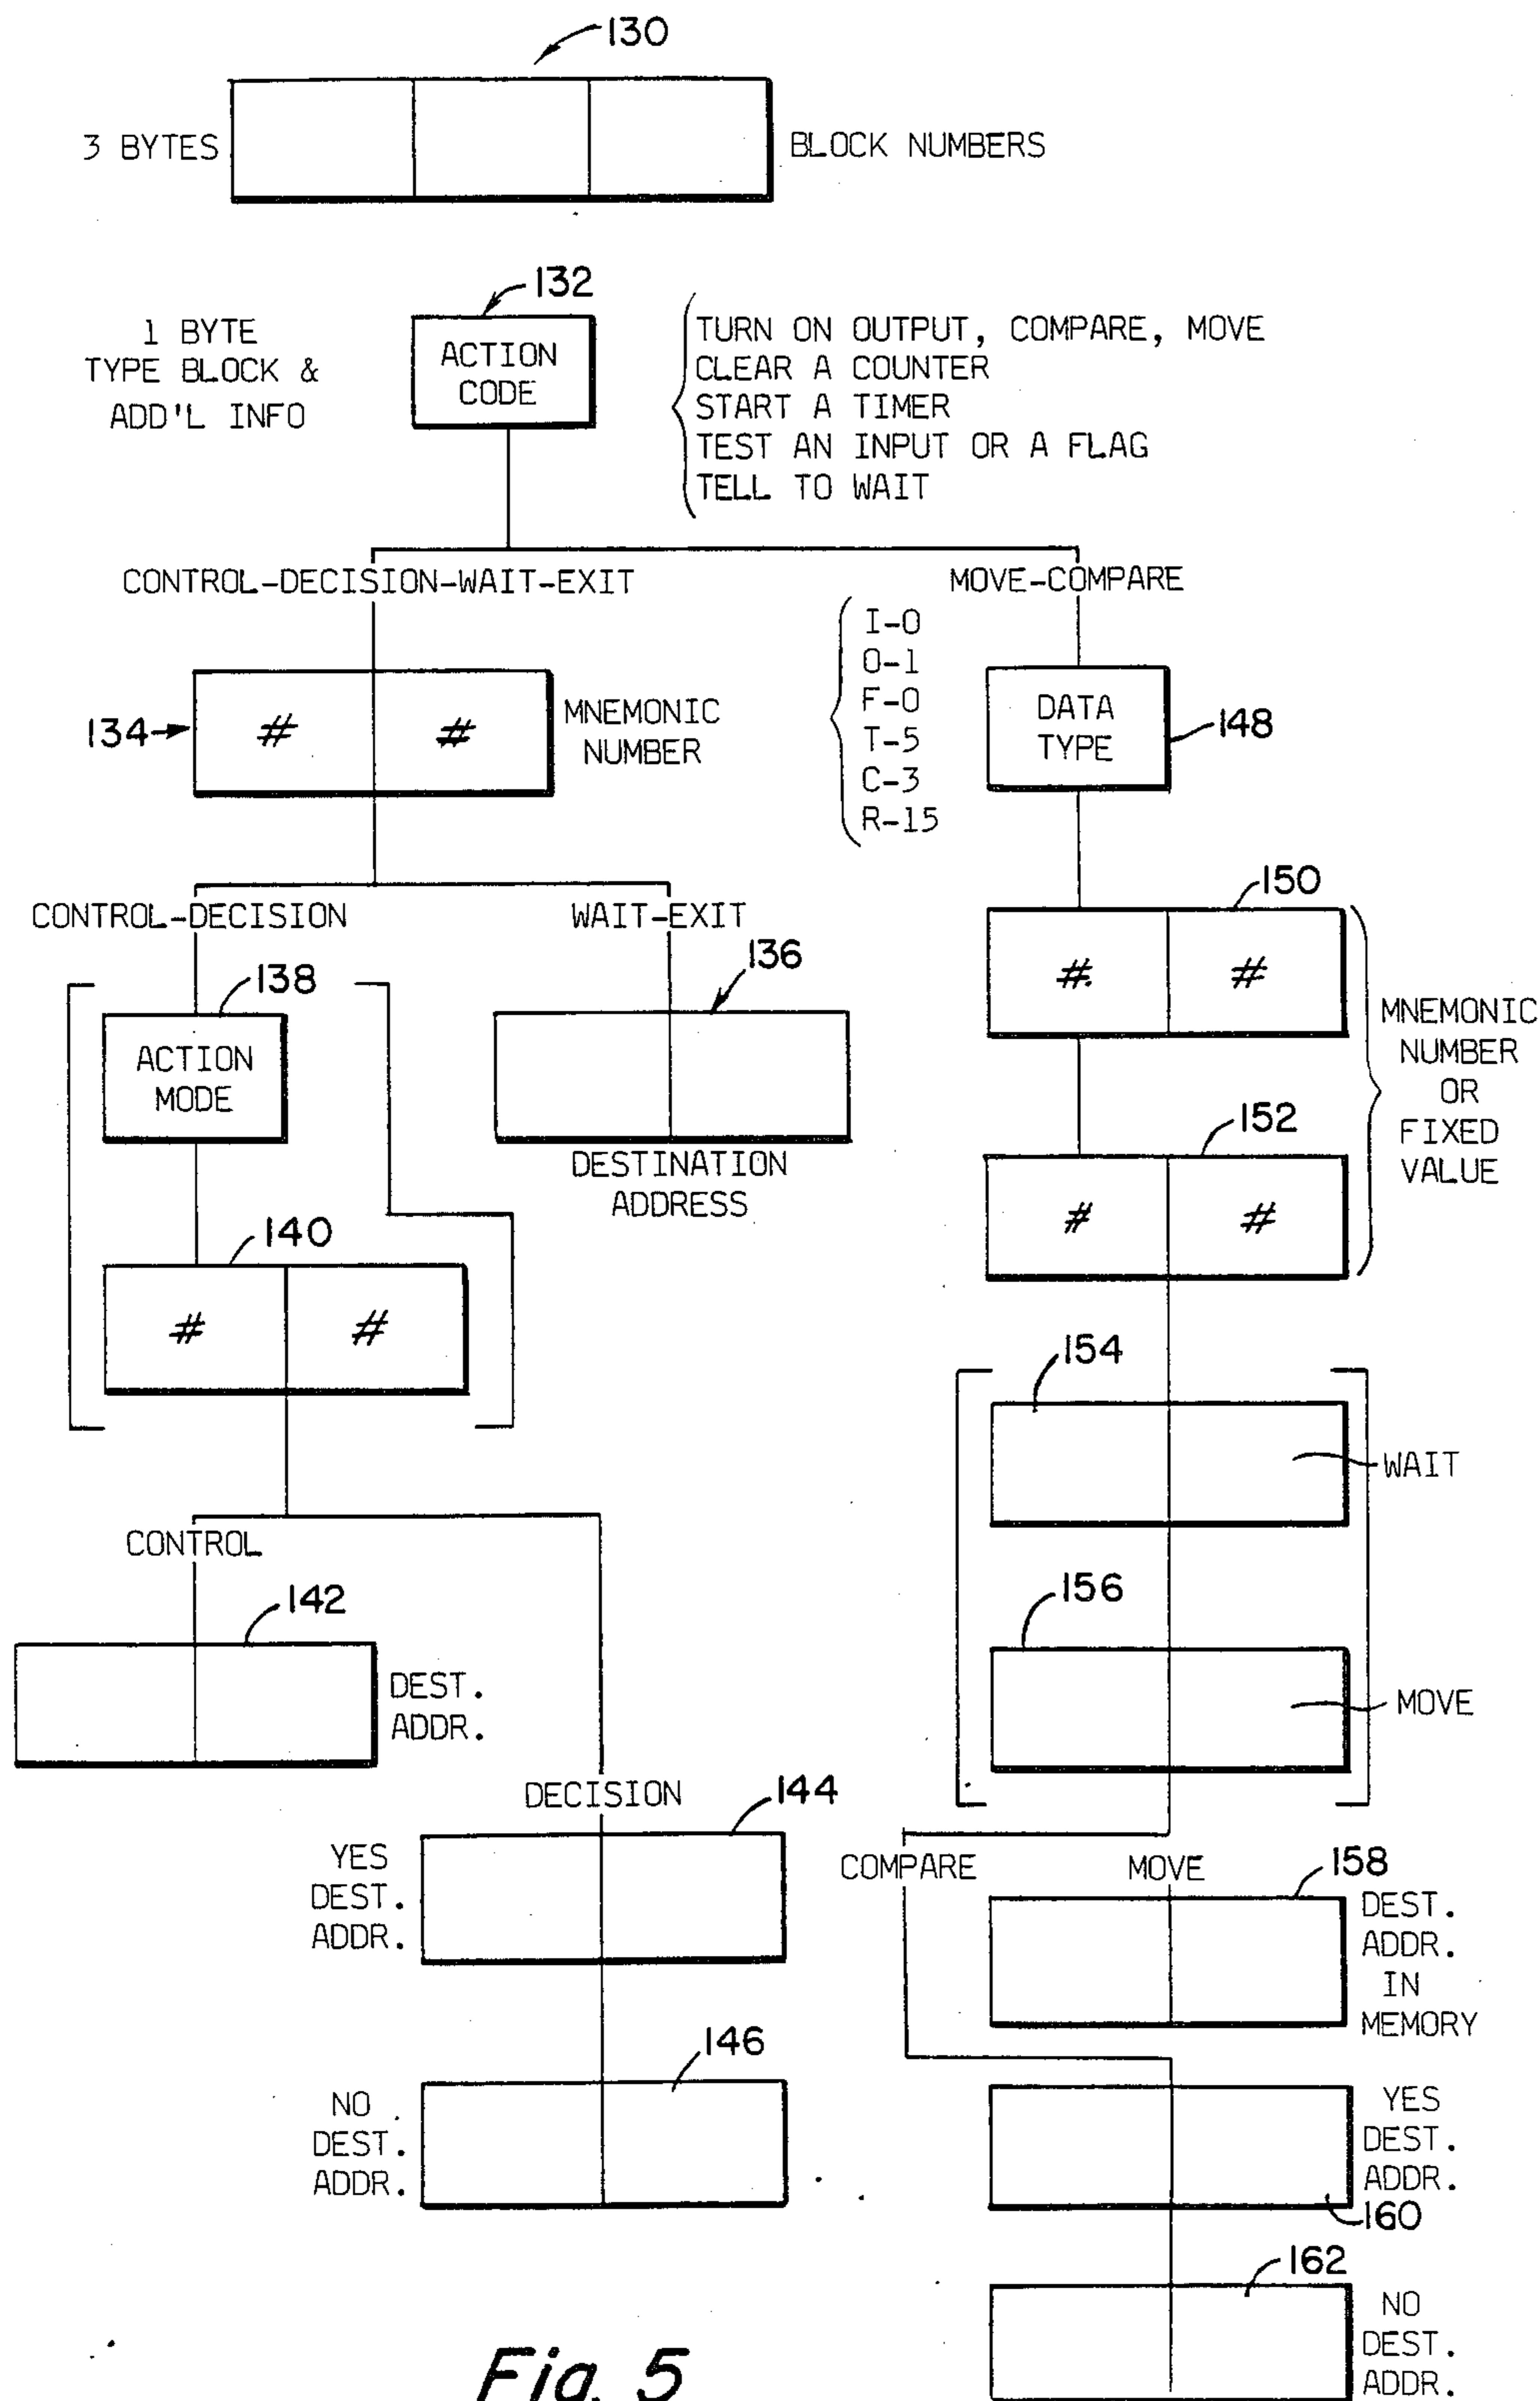 130
3 BYTES
BLOCK NUMBERS
132
1 BYTE
TYPE BLOCK &
ADD'L INFO
ACTION
CODE
TURN ON OUTPUT, COMPARE, MOVE
CLEAR A COUNTER
START A TIMER
TEST AN INPUT OR A FLAG
TELL TO WAIT
CONTROL-DECISION-WAIT-EXIT
MOVE-COMPARE
134
# #
MNEMONIC
NUMBER
I-0
O-1
F-0
T-5
C-3
R-15
DATA
TYPE
148
CONTROL-DECISION
WAIT-EXIT
138
ACTION
MODE
136
DESTINATION
ADDRESS
150
# #
152
# #
MNEMONIC
NUMBER
OR
FIXED
VALUE
140
# #
154
WAIT
156
MOVE
CONTROL
142
DEST.
ADDR.
DECISION
144
YES
DEST.
ADDR.
146
NO
DEST.
ADDR.
COMPARE
MOVE
158
DEST.
ADDR.
IN
MEMORY
YES
DEST.
ADDR.
160
162
NO
DEST.
ADDR.
Fig. 5